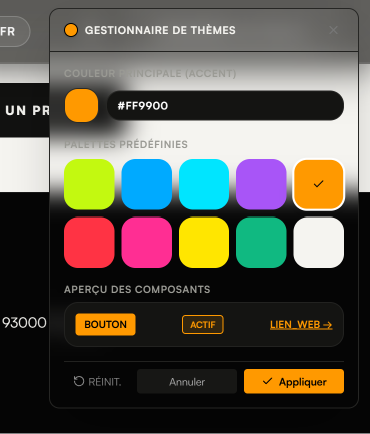 FR
GESTIONNAIRE DE THÈMES
COULEUR PRINCIPALE (ACCENT)
UN PR
#FF9900
PALETTES PRÉDÉFINIES
APERÇU DES COMPOSANTS
93000
BOUTON
ACTIF
LIEN_WEB →
RÉINIT.
Annuler
✓ Appliquer